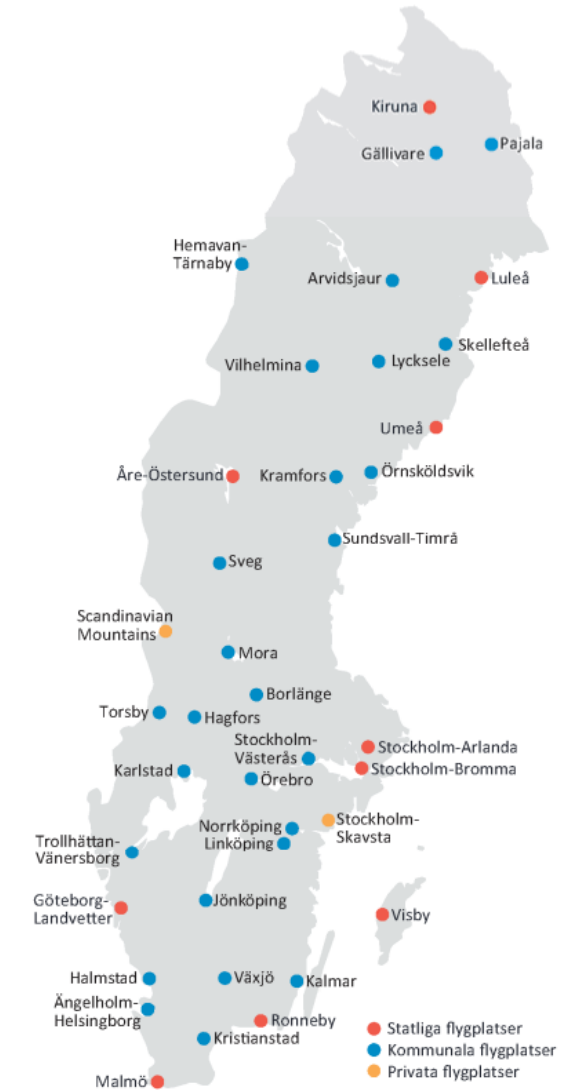 Kiruna
Pajala
Gällivare
Hemavan-
Tärnaby
Arvidsjaur
Luleå
Skellefteå
Vilhelmina
Lycksele
Umeå
Åre-Östersund
Kramfors
Örnsköldsvik
Sundsvall-Timrå
Sveg
Scandinavian
Mountains
Mora
Borlänge
Torsby
Hagfors
Stockholm-
Västerås
Stockholm-Arlanda
Stockholm-Bromma
Karlstad
Örebro
Norrköping
Linköping
Stockholm-
Skavsta
Trollhättan-
Vänersborg
Göteborg-
Landvetter
Jönköping
Visby
Halmstad
Växjö
Kalmar
Ängelholm-
Helsingborg
Ronneby
Kristianstad
Malmö
Statliga flygplatser
Kommunala flygplatser
Privata flygplatser